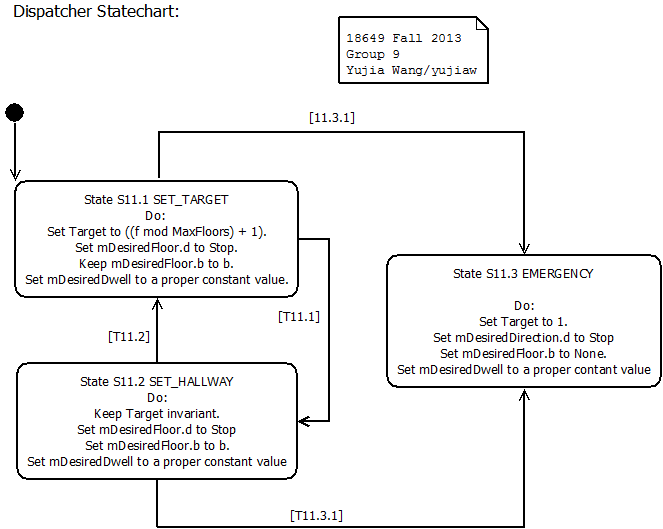 Dispatcher Statechart:
18649 Fall 2013
Group 9
Yujia Wang/yujiaw
[11.3.1]
State S11.1 SET_TARGET
Do:
Set Target to ((f mod MaxFloors) + 1).
Set mDesiredFloor.d to Stop.
Keep mDesiredFloor.b to b.
Set mDesiredDwell to a proper constant value.
State S11.3 EMERGENCY
Do:
Set Target to 1.
Set mDesiredDirection.d to Stop
Set mDesiredFloor.b to None.
Set mDesiredDwell to a proper contant value
[T11.1]
[T11.2]
State S11.2 SET_HALLWAY
Do:
Keep Target invariant.
Set mDesiredFloor.d to Stop
Set mDesiredFloor.b to b.
Set mDesiredDwell to a proper constant value
[T11.3.1]